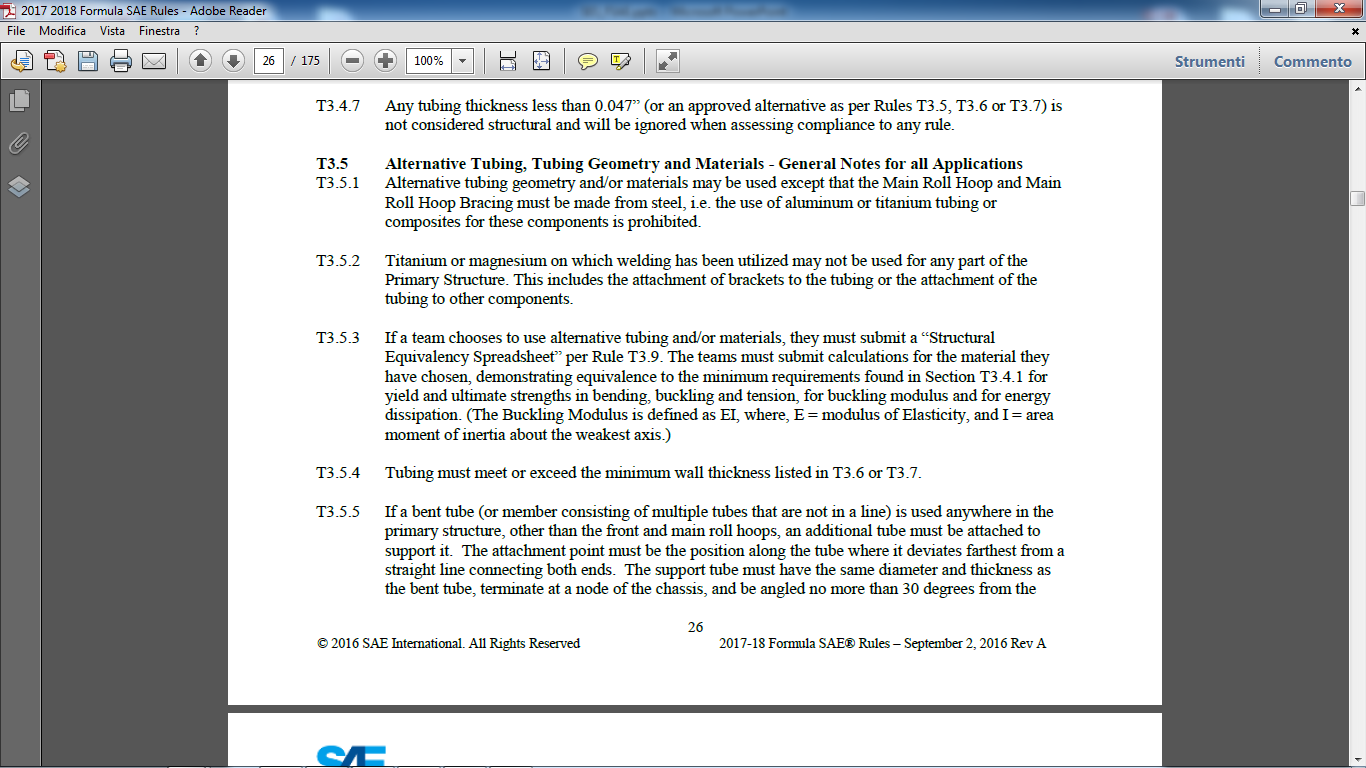 2017 2018 Formula SAE Rules - Adobe Reader
File Modifica Vista Finestra ?
26 / 175 100% Strumenti Commento
T3.4.7 Any tubing thickness less than 0.047” (or an approved alternative as per Rules T3.5, T3.6 or T3.7) is
not considered structural and will be ignored when assessing compliance to any rule.
T3.5 Alternative Tubing, Tubing Geometry and Materials - General Notes for all Applications
T3.5.1 Alternative tubing geometry and/or materials may be used except that the Main Roll Hoop and Main
Roll Hoop Bracing must be made from steel, i.e. the use of aluminum or titanium tubing or
composites for these components is prohibited.
T3.5.2 Titanium or magnesium on which welding has been utilized may not be used for any part of the
Primary Structure. This includes the attachment of brackets to the tubing or the attachment of the
tubing to other components.
T3.5.3 If a team chooses to use alternative tubing and/or materials, they must submit a “Structural
Equivalency Spreadsheet” per Rule T3.9. The teams must submit calculations for the material they
have chosen, demonstrating equivalence to the minimum requirements found in Section T3.4.1 for
yield and ultimate strengths in bending, buckling and tension, for buckling modulus and for energy
dissipation. (The Buckling Modulus is defined as EI, where, E = modulus of Elasticity, and I = area
moment of inertia about the weakest axis.)
T3.5.4 Tubing must meet or exceed the minimum wall thickness listed in T3.6 or T3.7.
T3.5.5 If a bent tube (or member consisting of multiple tubes that are not in a line) is used anywhere in the
primary structure, other than the front and main roll hoops, an additional tube must be attached to
support it. The attachment point must be the position along the tube where it deviates farthest from a
straight line connecting both ends. The support tube must have the same diameter and thickness as
the bent tube, terminate at a node of the chassis, and be angled no more than 30 degrees from the
26
© 2016 SAE International. All Rights Reserved 2017-18 Formula SAE® Rules – September 2, 2016 Rev A
SAE